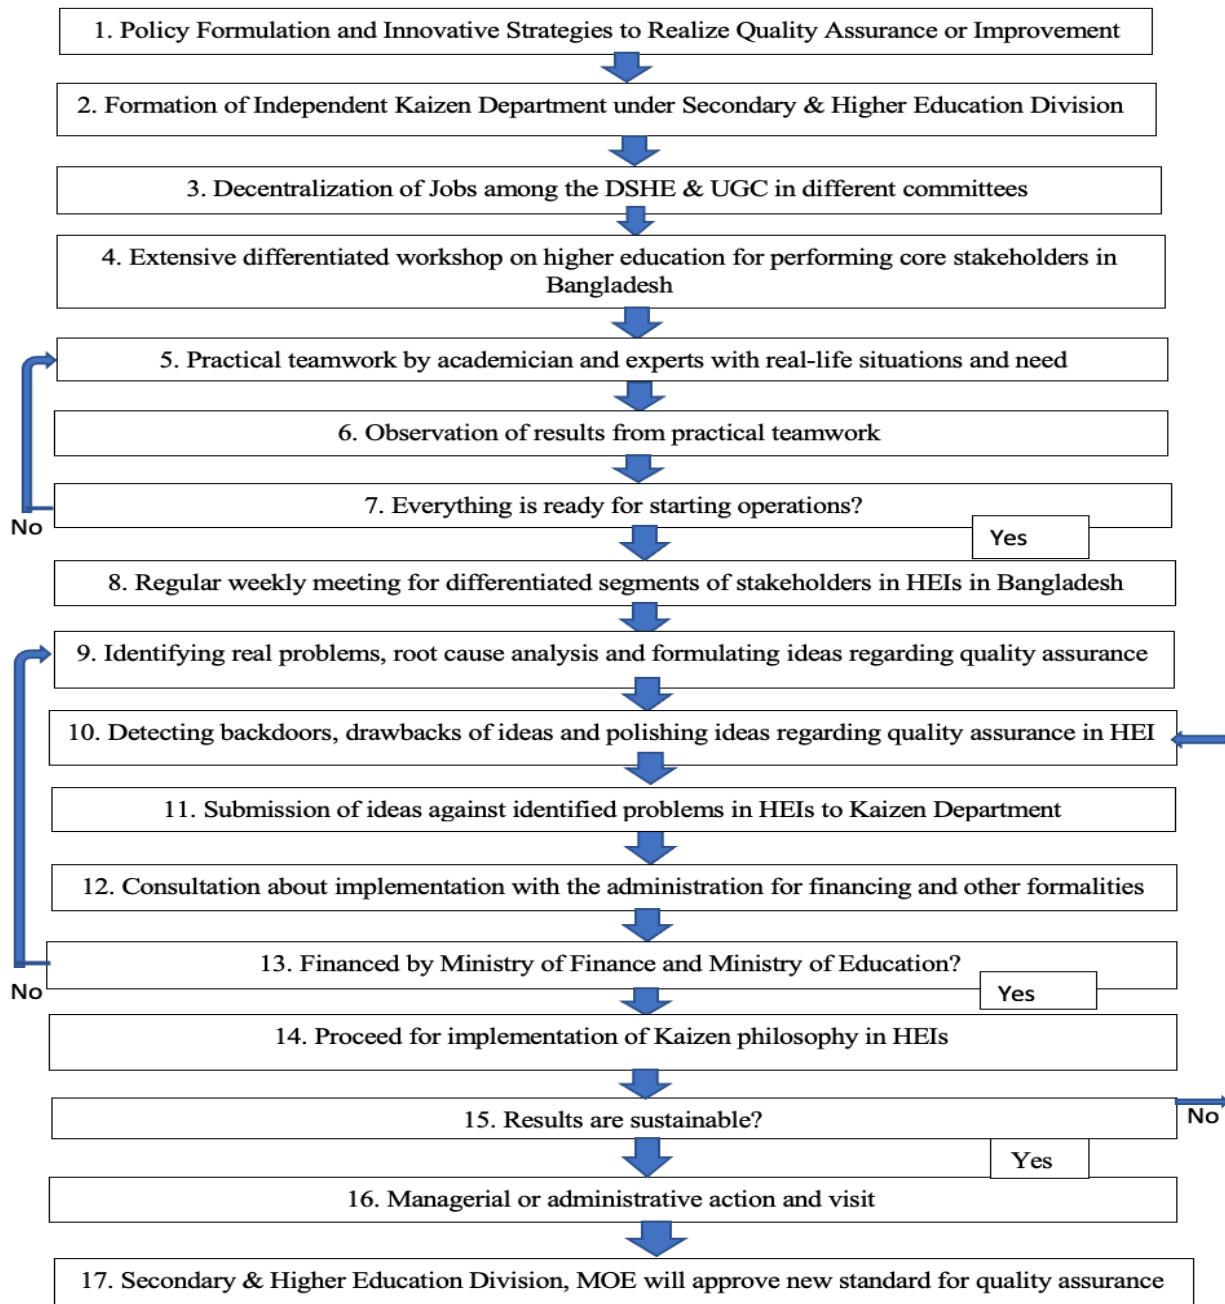 1. Policy Formulation and Innovative Strategies to Realize Quality Assurance or Improvement
2. Formation of Independent Kaizen Department under Secondary & Higher Education Division
3. Decentralization of Jobs among the DSHE & UGC in different committees
4. Extensive differentiated workshop on higher education for performing core stakeholders in
Bangladesh
5. Practical teamwork by academician and experts with real-life situations and need
6. Observation of results from practical teamwork
7. Everything is ready for starting operations?
No
Yes
8. Regular weekly meeting for differentiated segments of stakeholders in HEIs in Bangladesh
9. Identifying real problems, root cause analysis and formulating ideas regarding quality assurance
10. Detecting backdoors, drawbacks of ideas and polishing ideas regarding quality assurance in HEI
11. Submission of ideas against identified problems in HEIs to Kaizen Department
12. Consultation about implementation with the administration for financing and other formalities
13. Financed by Ministry of Finance and Ministry of Education?
No
Yes
14. Proceed for implementation of Kaizen philosophy in HEIs
15. Results are sustainable?
No
Yes
16. Managerial or administrative action and visit
17. Secondary & Higher Education Division, MOE will approve new standard for quality assurance